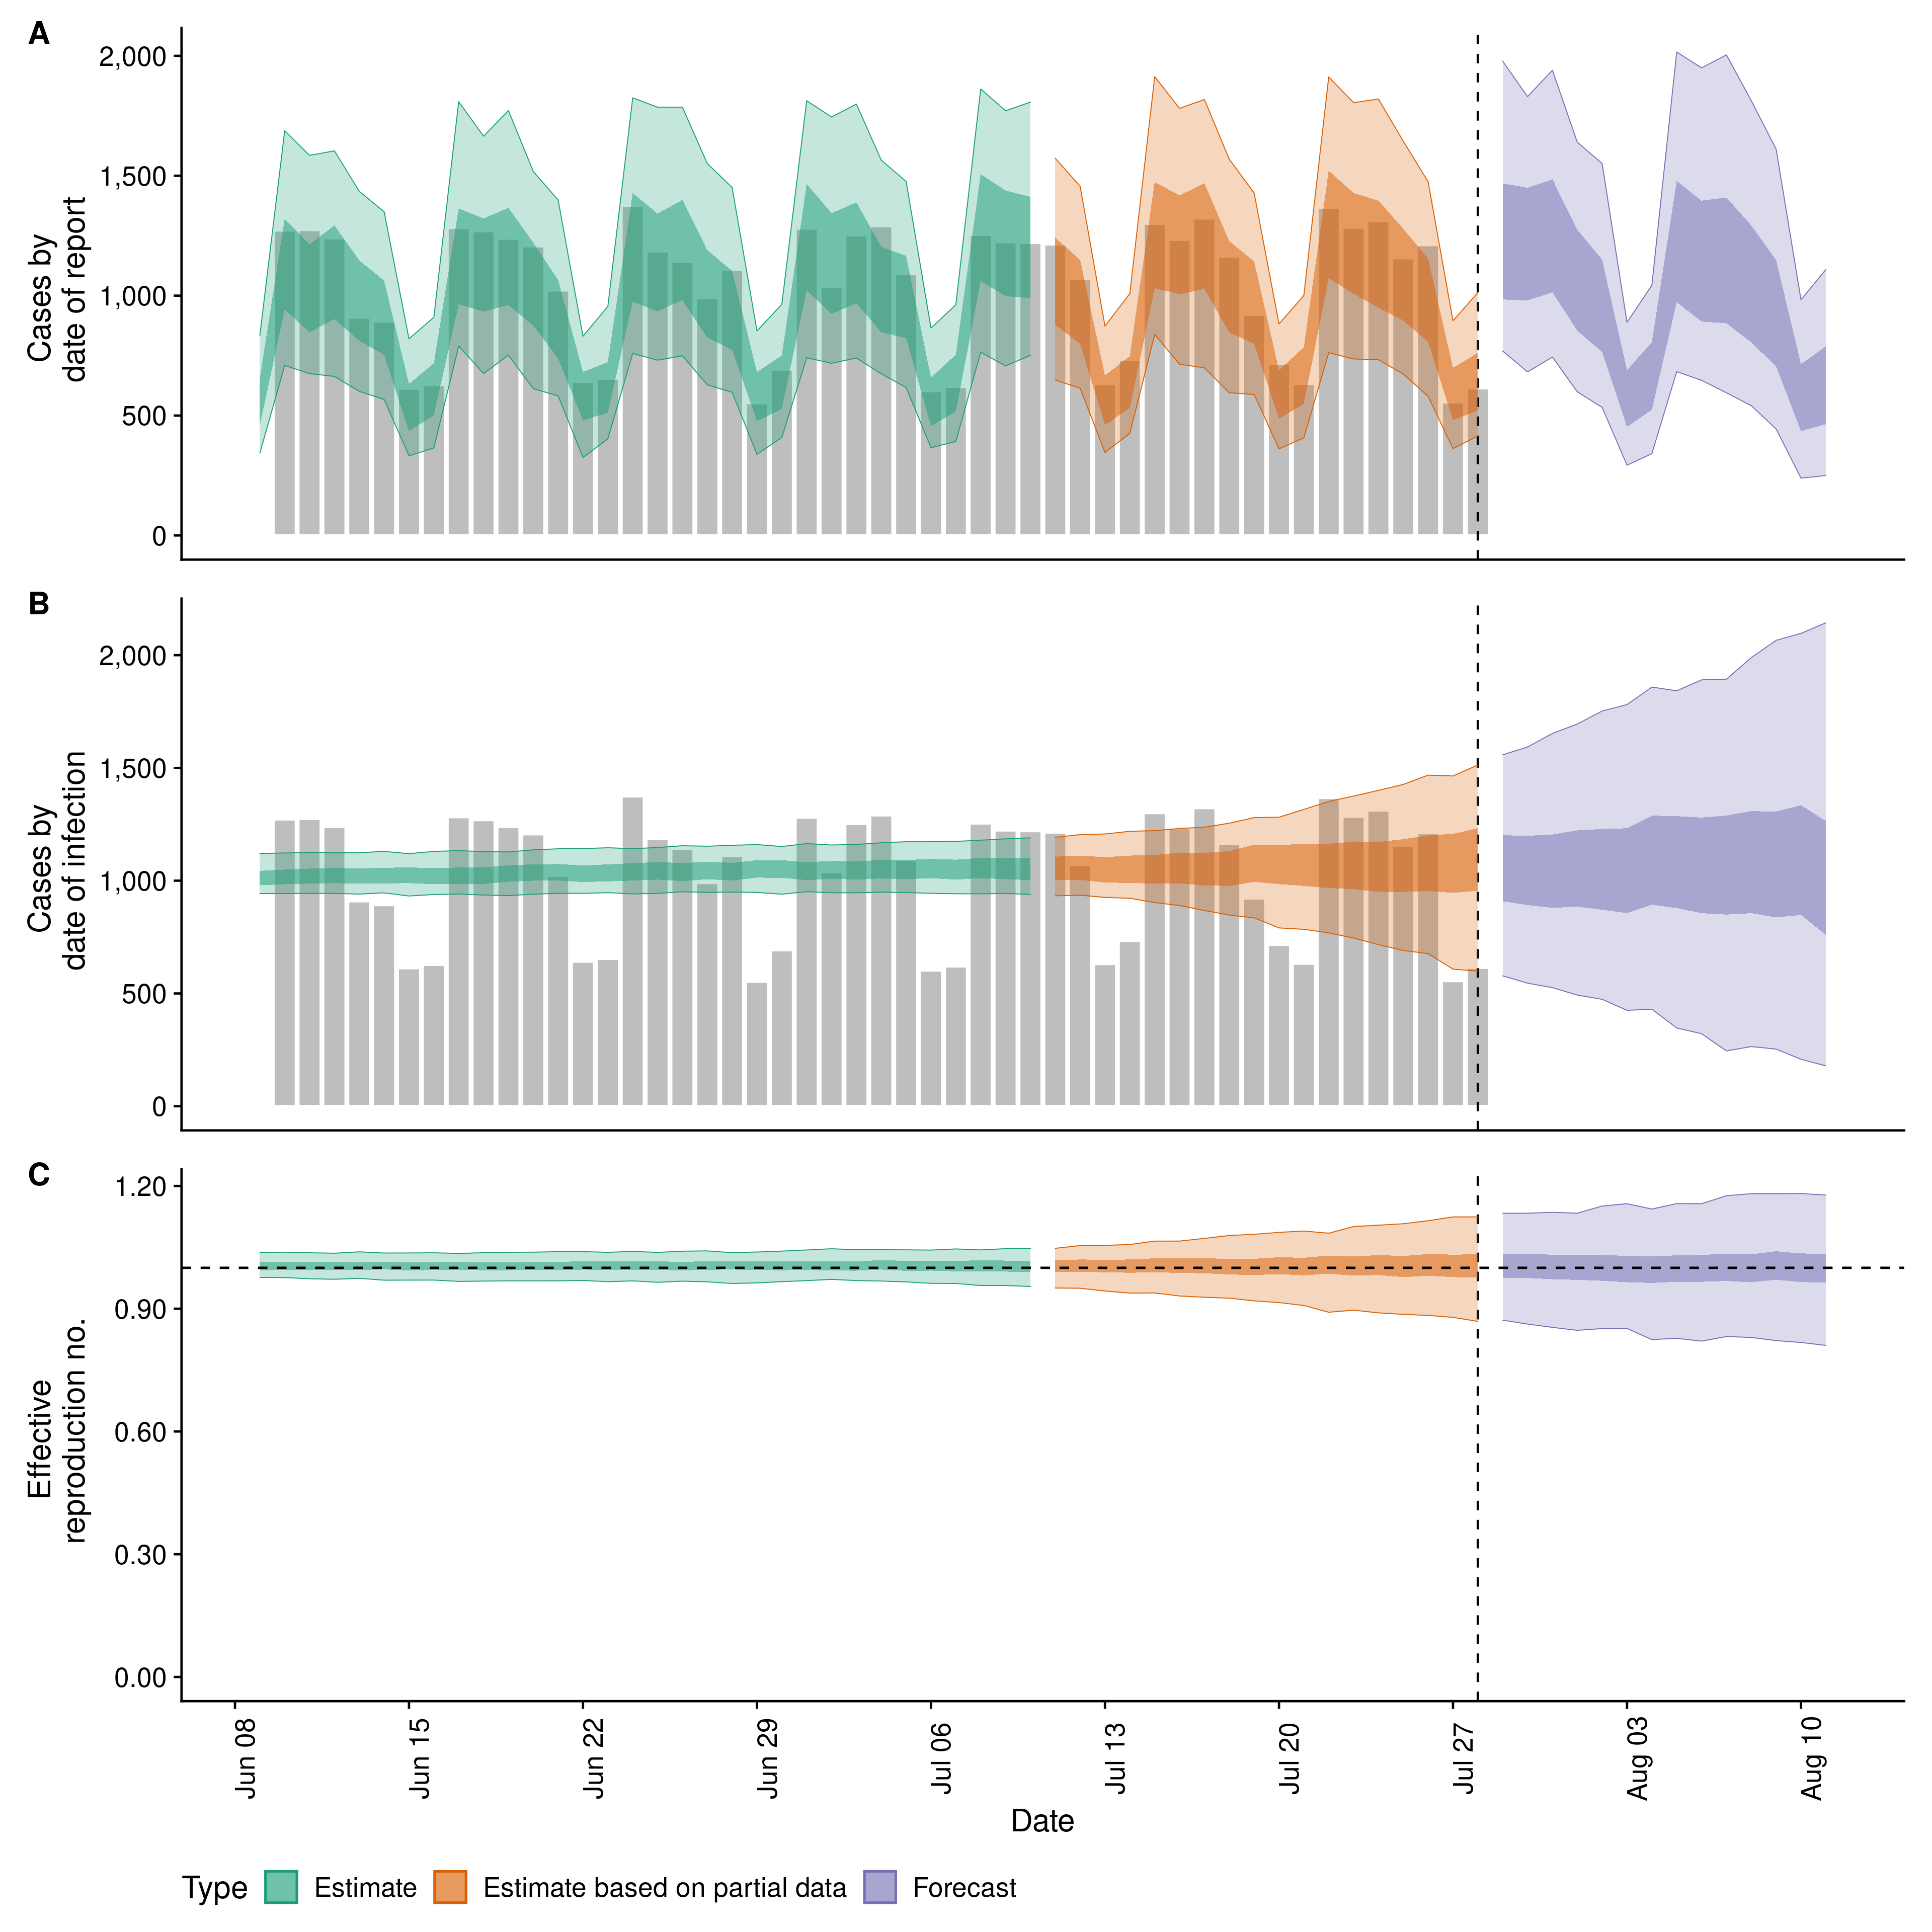 A
2,000
1,500
1,000
500
0
Cases by
date of report
B
2,000
1,500
1,000
500
0
Cases by
date of infection
C
1.20
0.90
0.60
0.30
0.00
Effective
reproduction no.
Jun 08
Jun 15
Jun 22
Jun 29
Jul 06
Jul 13
Jul 20
Jul 27
Aug 03
Aug 10
Date
Type Estimate Estimate based on partial data Forecast